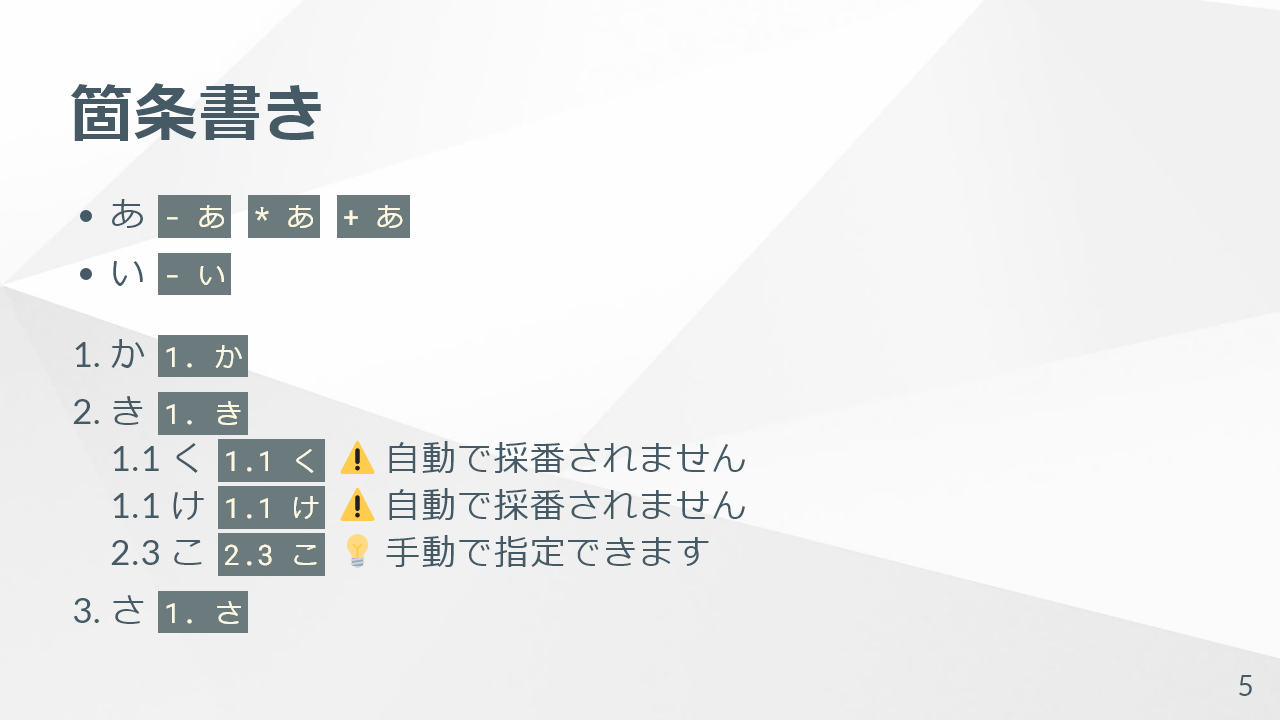 箇条書き
• あ - あ * あ + あ
• い - い
1. か 1. か
2. き 1. き
1.1 く 1.1 く ⚠️ 自動で採番されません
1.1 け 1.1 け ⚠️ 自動で採番されません
2.3 こ 2.3 こ 💡 手動で指定できます
3. さ 1. さ
5